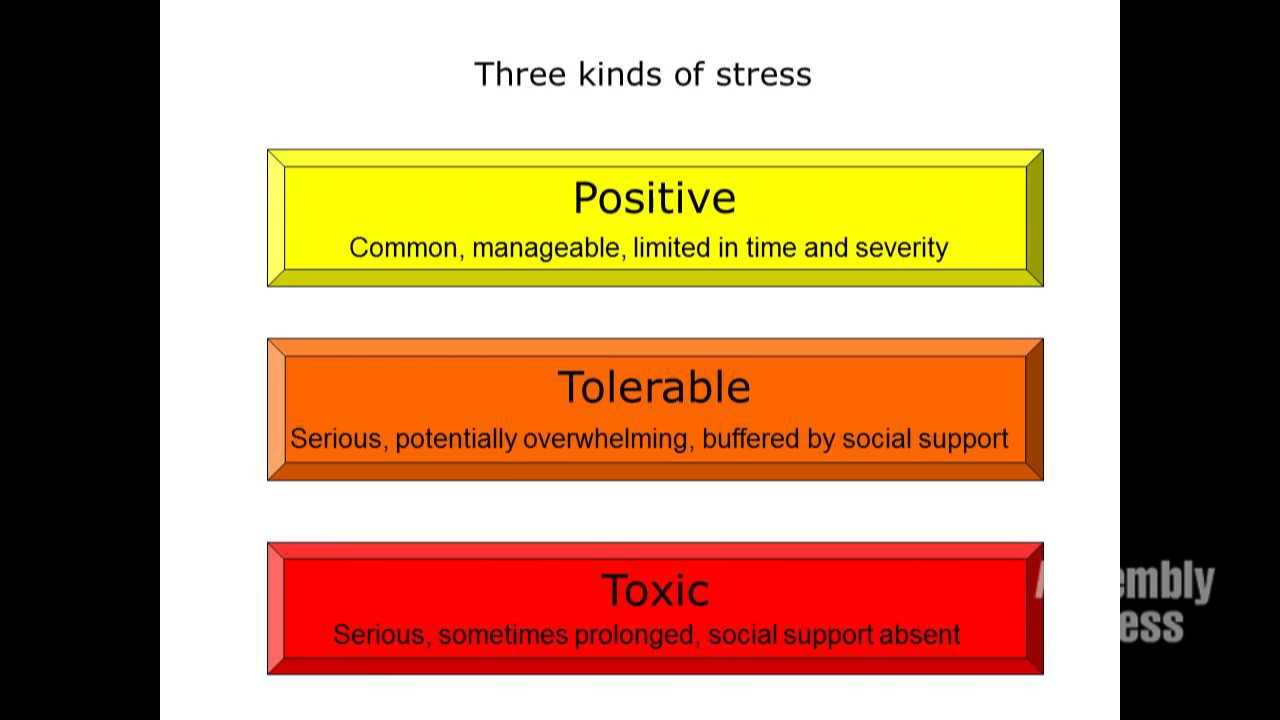 Three kinds of stress
Positive
Common, manageable, limited in time and severity
Tolerable
Serious, potentially overwhelming, buffered by social support
Toxic
Serious, sometimes prolonged, social support absent